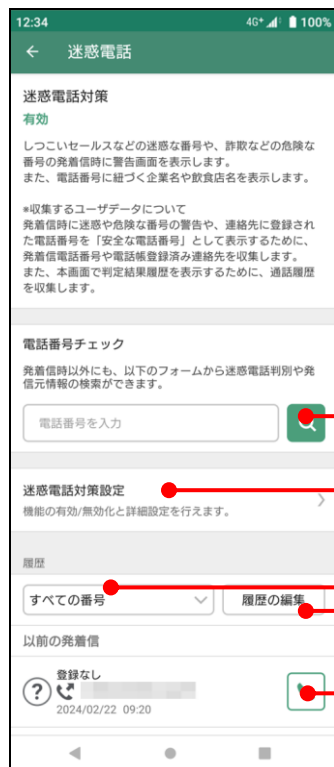 12:34 4G+ 100%
迷惑電話
迷惑電話対策
有効
しつこいセールスなどの迷惑な番号や、詐欺などの危険な
番号の発着信時に警告画面を表示します。
また、電話番号に紐づく企業名や飲食店名を表示します。
*収集するユーザデータについて
発着信時に迷惑や危険な番号の警告や、連絡先に登録され
た電話番号を「安全な電話番号」として表示するために、
発着信電話番号や電話帳登録済み連絡先を収集します。
また、本画面で判定結果履歴を表示するために、通話履歴
を収集します。
電話番号チェック
発着信時以外にも、以下のフォームから迷惑電話判別や発
信元情報の検索ができます。
電話番号を入力
迷惑電話対策設定
機能の有効/無効化と詳細設定を行えます。
履歴
すべての番号 履歴の編集
以前の発着信
登録なし
2024/02/22 09:20